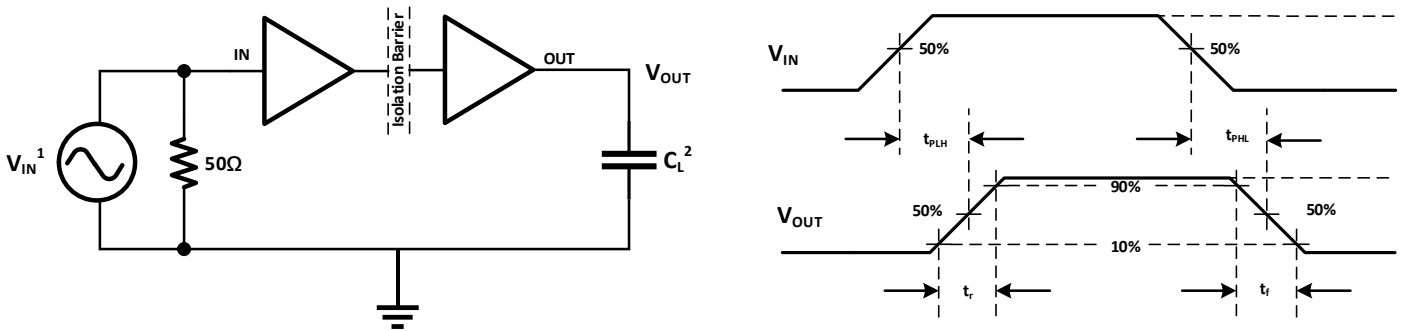 IN
Isolation Barrier
OUT
V_OUT
V_IN^1
50Ω
C_L^2
V_IN
50%
50%
t_PLH
t_PHL
V_OUT
50%
90%
50%
10%
t_r
t_f